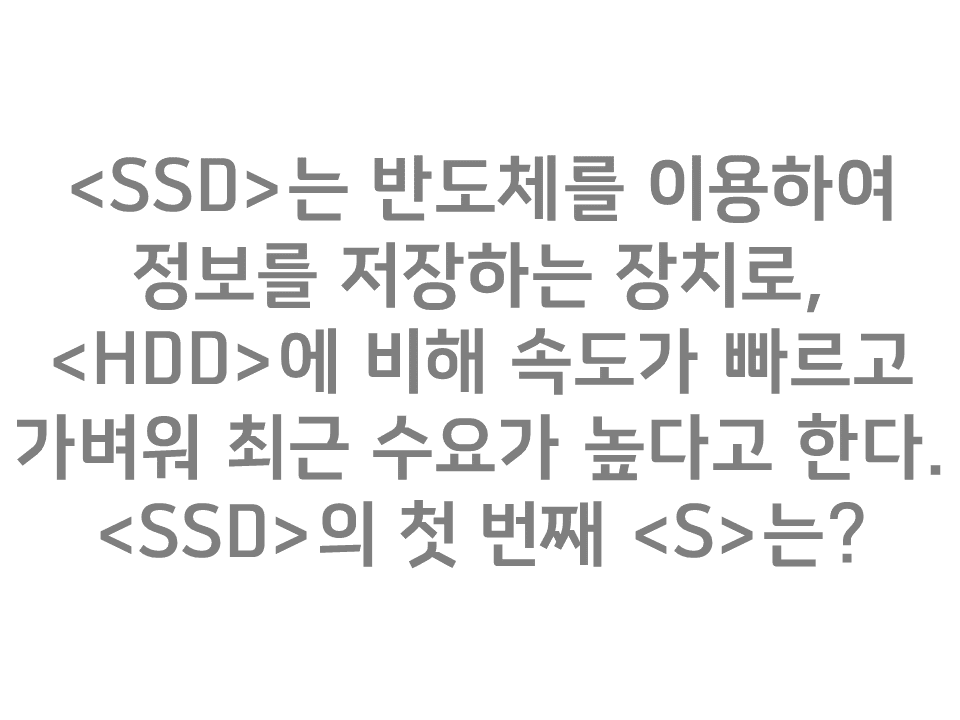 <SSD>는 반도체를 이용하여
정보를 저장하는 장치로,
<HDD>에 비해 속도가 빠르고
가벼워 최근 수요가 높다고 한다.
<SSD>의 첫 번째 <S>는?